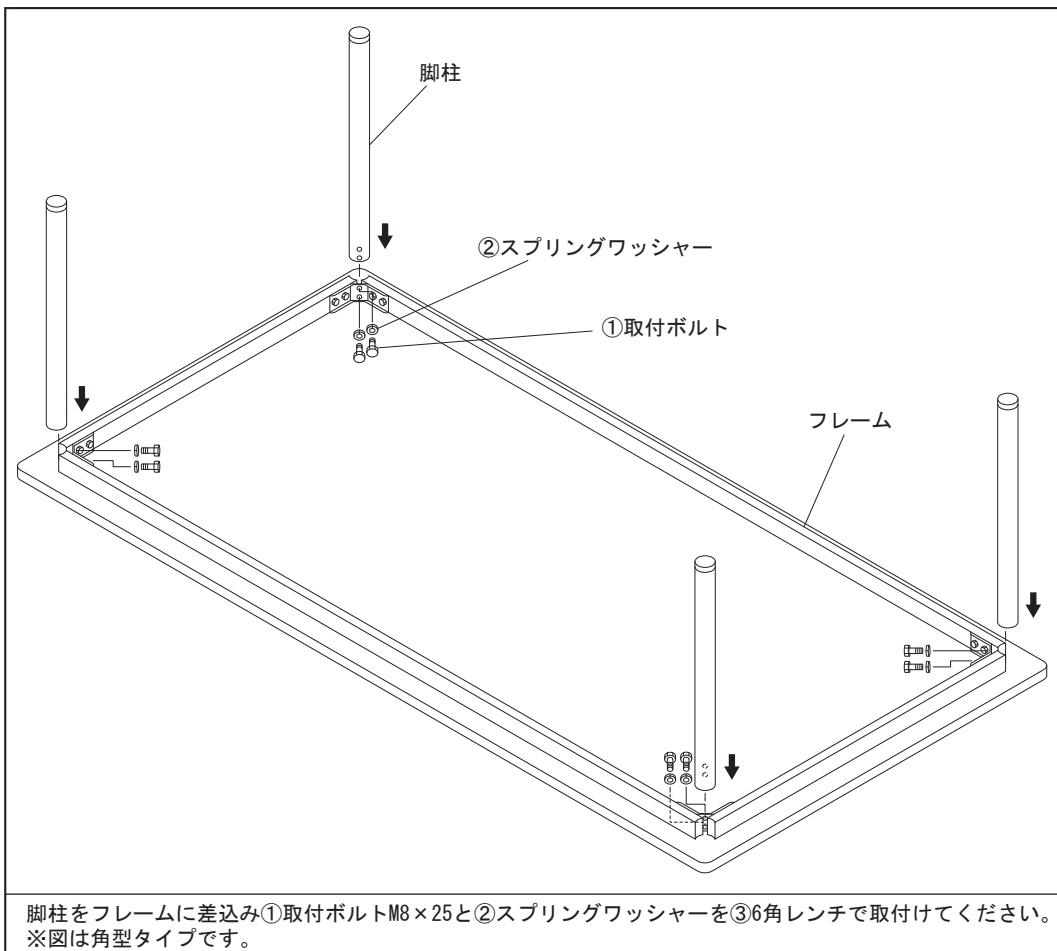 脚柱
②スプリングワッシャー
①取付ボルト
フレーム
脚柱をフレームに差込み①取付ボルトM8×25と②スプリングワッシャーを③6角レンチで取付けてください。
※図は角型タイプです。